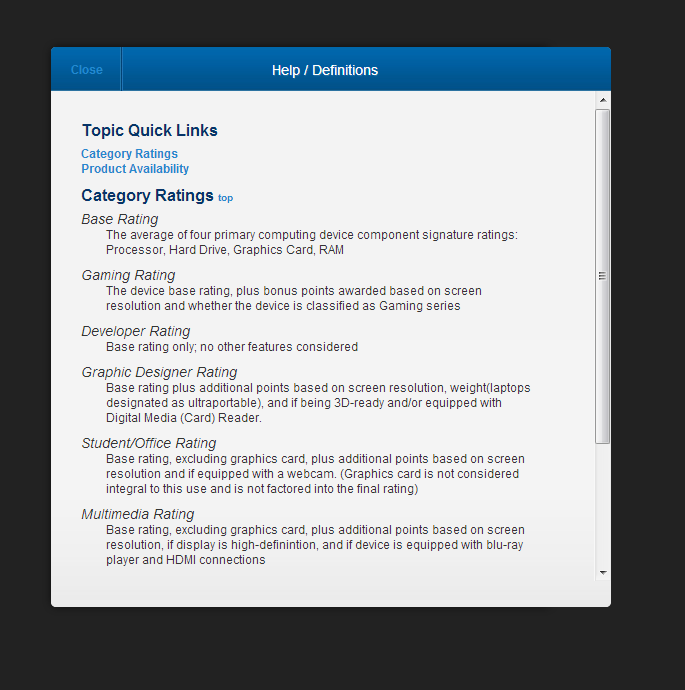 Close
Help / Definitions
Topic Quick Links
Category Ratings
Product Availability
Category Ratings top
Base Rating
The average of four primary computing device component signature ratings:
Processor, Hard Drive, Graphics Card, RAM
Gaming Rating
The device base rating, plus bonus points awarded based on screen
resolution and whether the device is classified as Gaming series
Developer Rating
Base rating only; no other features considered
Graphic Designer Rating
Base rating plus additional points based on screen resolution, weight(laptops
designated as ultraportable), and if being 3D-ready and/or equipped with
Digital Media (Card) Reader.
Student/Office Rating
Base rating, excluding graphics card, plus additional points based on screen
resolution and if equipped with a webcam. (Graphics card is not considered
integral to this use and is not factored into the final rating)
Multimedia Rating
Base rating, excluding graphics card, plus additional points based on screen
resolution, if display is high-definintion, and if device is equipped with blu-ray
player and HDMI connections